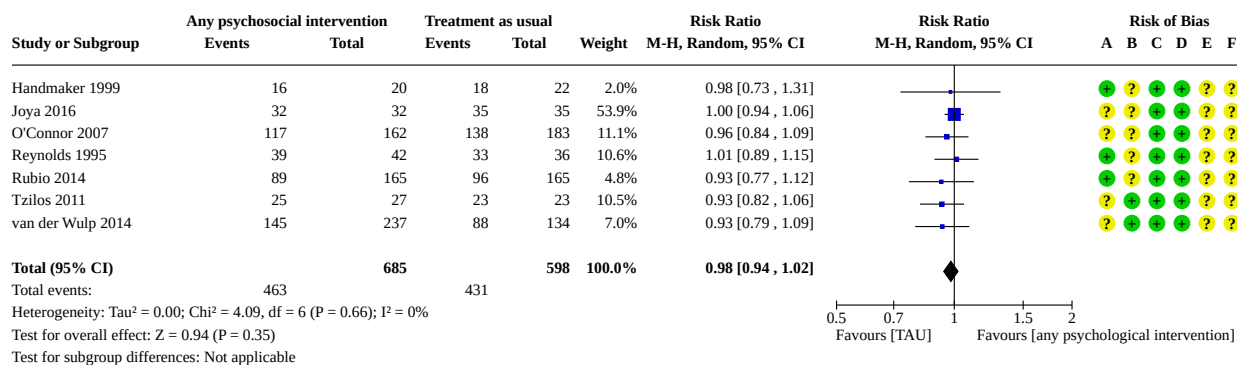 Any psychosocial intervention Treatment as usual Risk Ratio Risk Ratio Risk of Bias
Study or Subgroup Events Total Events Total Weight M-H, Random, 95% CI M-H, Random, 95% CI A B C D E F
Handmaker 1999 16 20 18 22 2.0% 0.98 [0.73 , 1.31] + ? + + ? ?
Joya 2016 32 32 35 35 53.9% 1.00 [0.94 , 1.06] ? ? + + ? ?
O'Connor 2007 117 162 138 183 11.1% 0.96 [0.84 , 1.09] ? ? + + ? ?
Reynolds 1995 39 42 33 36 10.6% 1.01 [0.89 , 1.15] + ? + + ? ?
Rubio 2014 89 165 96 165 4.8% 0.93 [0.77 , 1.12] + ? + + ? ?
Tzilos 2011 25 27 23 23 10.5% 0.93 [0.82 , 1.06] ? + + + ? ?
van der Wulp 2014 145 237 88 134 7.0% 0.93 [0.79 , 1.09] ? + + + ? ?
Total (95% CI) 685 598 100.0% 0.98 [0.94 , 1.02]
Total events: 463 431
Heterogeneity: Tau² = 0.00; Chi² = 4.09, df = 6 (P = 0.66); I² = 0%
0.5 0.7 1 1.5 2
Test for overall effect: Z = 0.94 (P = 0.35) Favours [TAU] Favours [any psychological intervention]
Test for subgroup differences: Not applicable